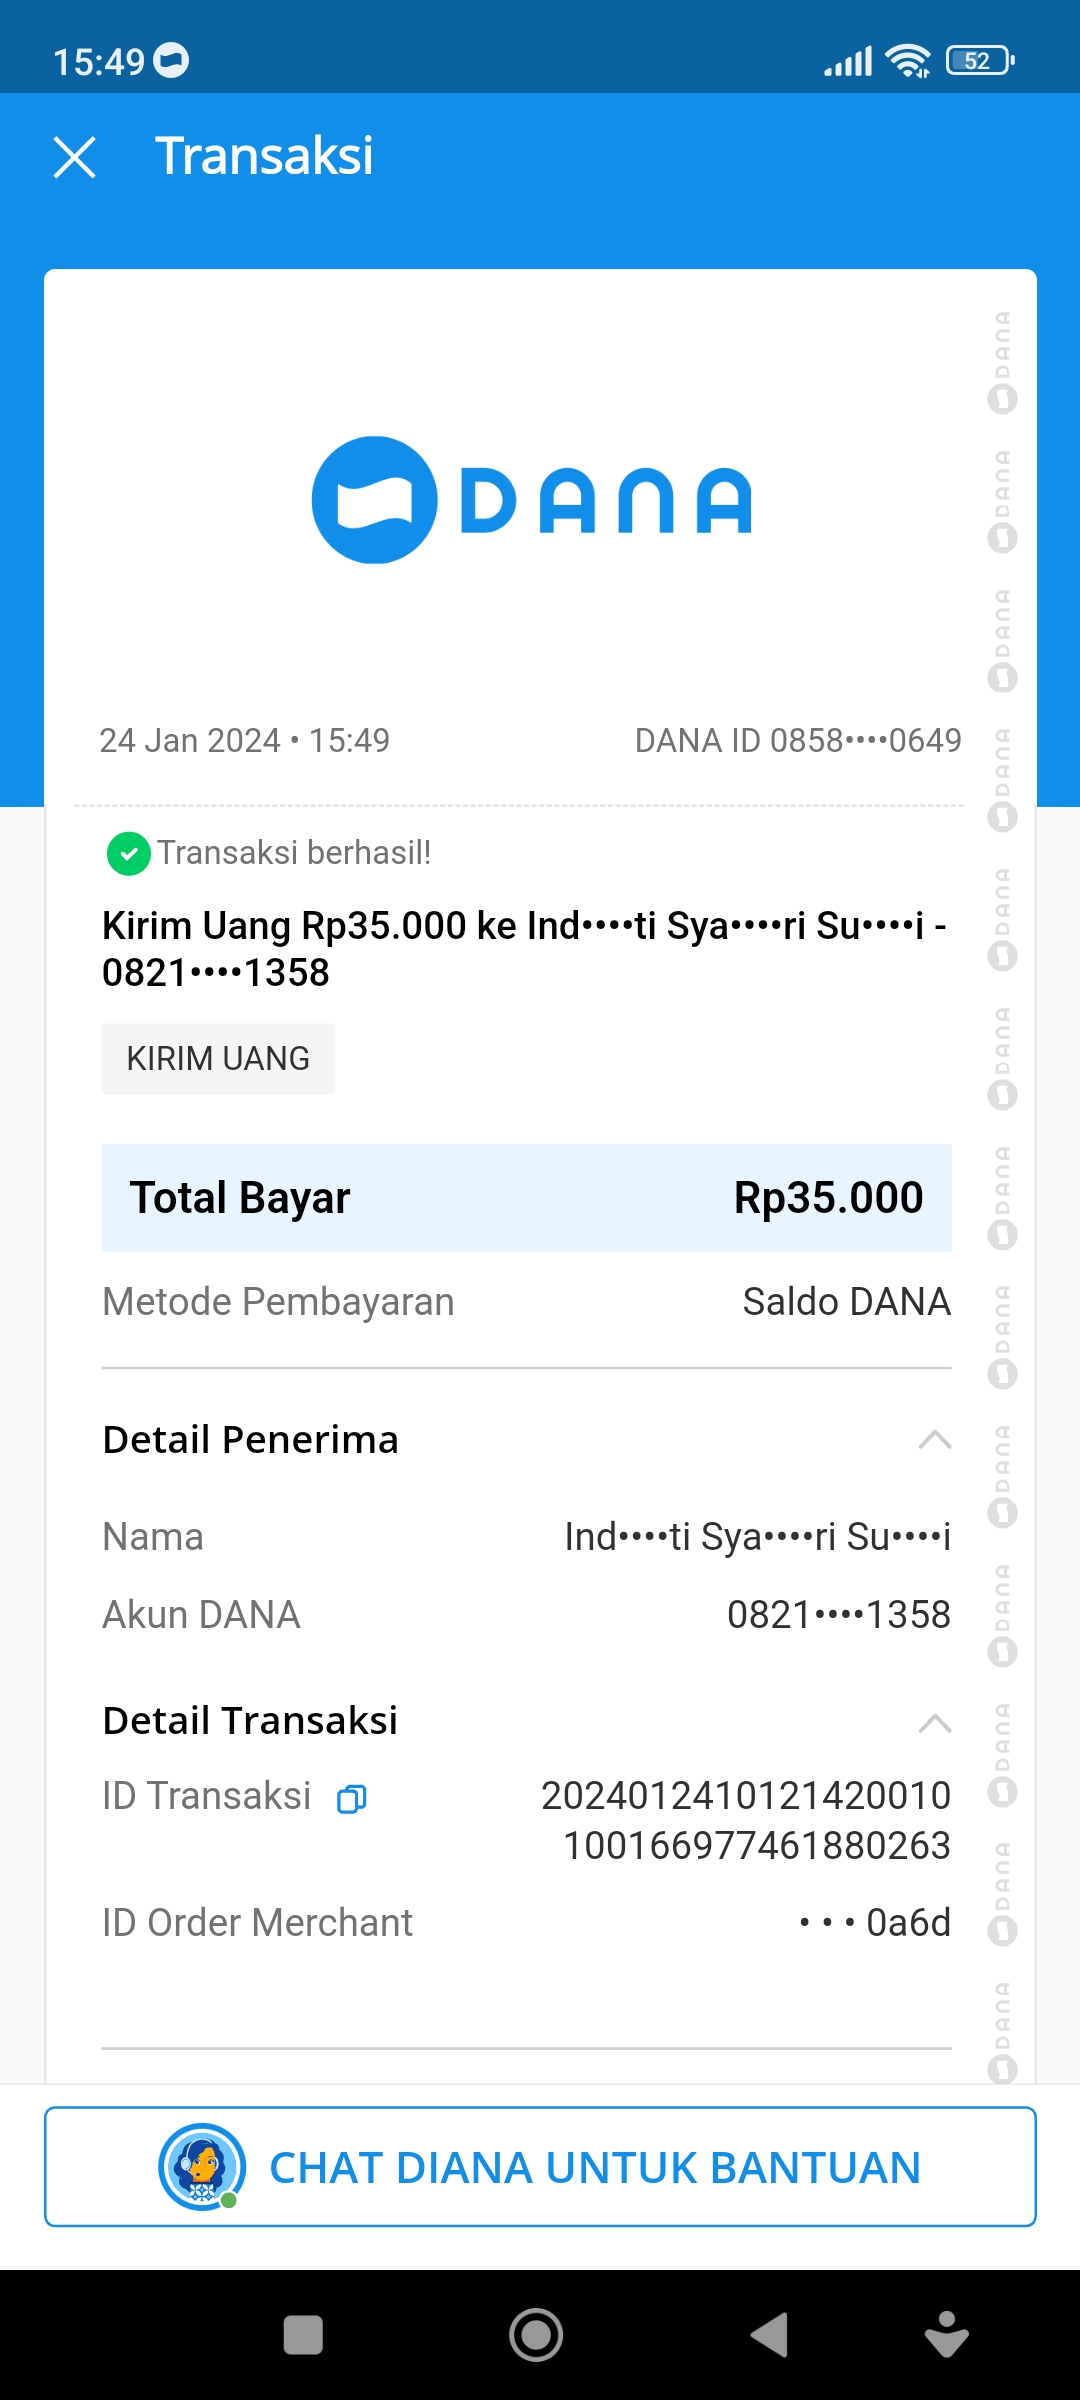 15:49
52
Transaksi
DANA
24 Jan 2024 • 15:49
DANA ID 0858••••0649
Transaksi berhasil!
Kirim Uang Rp35.000 ke Ind••••ti Sya••••ri Su••••i -
0821••••1358
KIRIM UANG
Total Bayar
Rp35.000
Metode Pembayaran
Saldo DANA
Detail Penerima
Nama
Ind••••ti Sya••••ri Su••••i
Akun DANA
0821••••1358
Detail Transaksi
ID Transaksi
2024012410121420010
100166977461880263
ID Order Merchant
• • • 0a6d
DANA
DANA
DANA
DANA
DANA
DANA
DANA
DANA
DANA
DANA
DANA
DANA
DANA
CHAT DIANA UNTUK BANTUAN